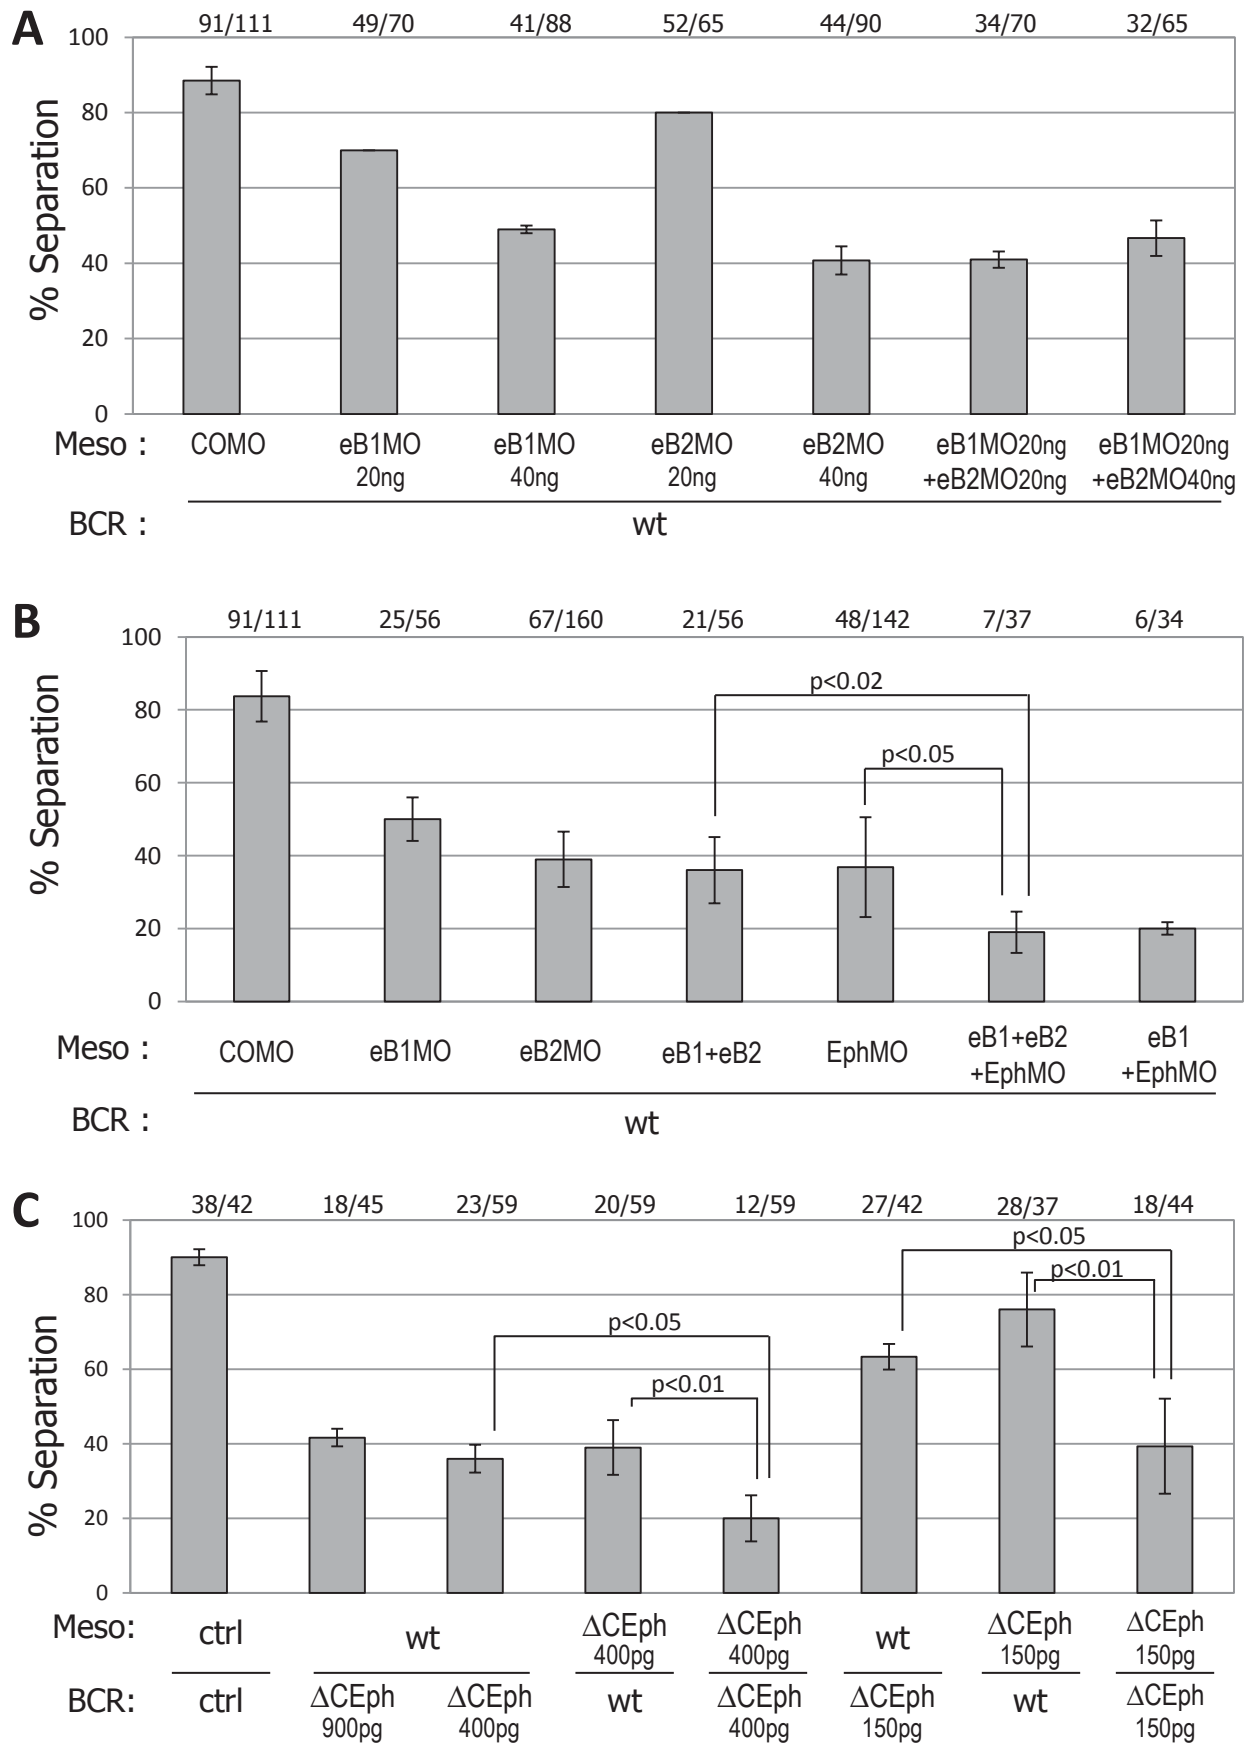 A
91/111 49/70 41/88 52/65 44/90 34/70 32/65
100
80
60
40
20
0
% Separation
Meso : COMO eB1MO eB1MO eB2MO eB2MO eB1MO20ng eB1MO20ng
20ng 40ng 20ng 40ng +eB2MO20ng +eB2MO40ng
BCR : wt
B
91/111 25/56 67/160 21/56 48/142 7/37 6/34
100
80
60
40
20
0
% Separation
p<0.02
p<0.05
Meso : COMO eB1MO eB2MO eB1+eB2 EphMO eB1+eB2 eB1
+EphMO +EphMO
BCR : wt
C
38/42 18/45 23/59 20/59 12/59 27/42 28/37 18/44
100
80
60
40
20
0
% Separation
p<0.05
p<0.01
p<0.05
p<0.01
Meso: ctrl wt ΔCEph ΔCEph wt ΔCEph ΔCEph
400pg 400pg 150pg 150pg
BCR: ctrl ΔCEph ΔCEph wt ΔCEph ΔCEph wt ΔCEph
900pg 400pg 400pg 150pg 150pg